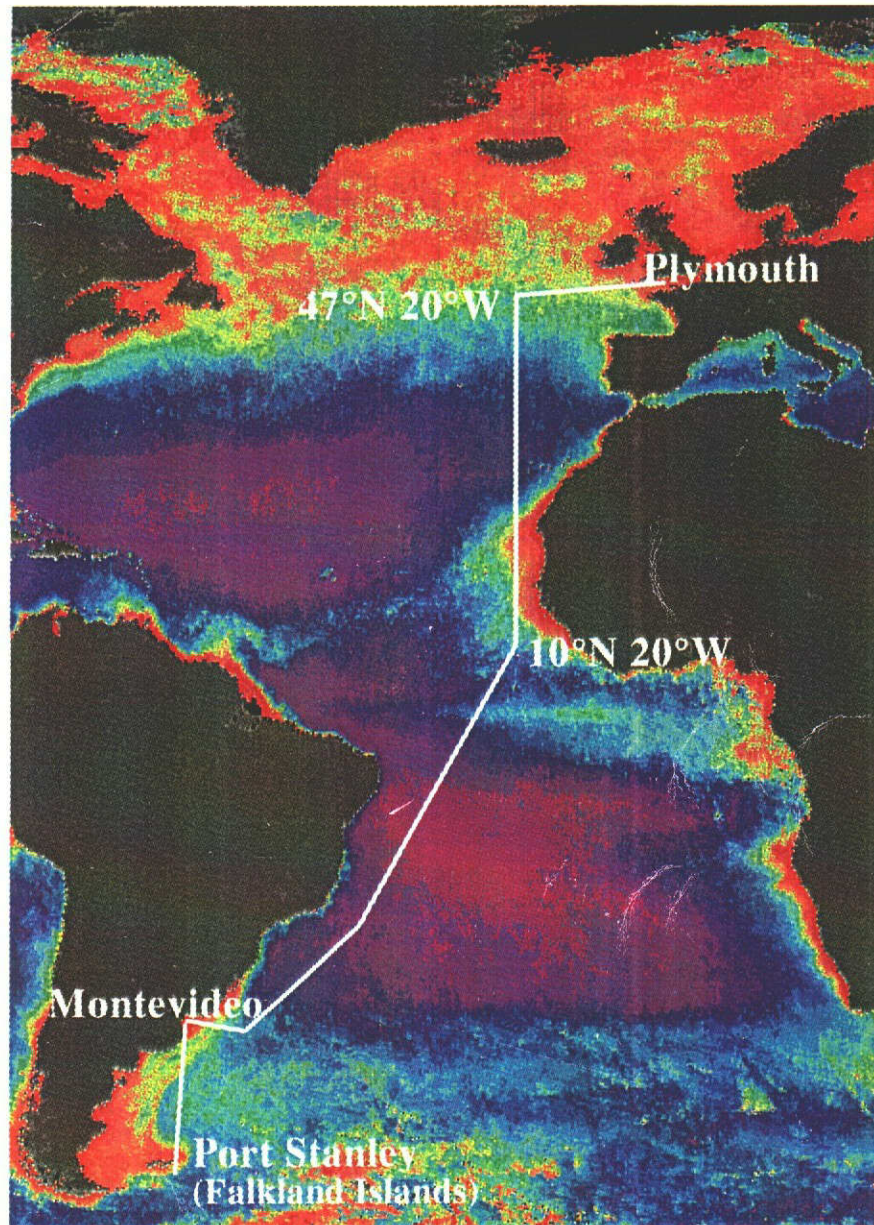 Plymouth
47°N 20°W
10°N 20°W
Montevideo
Port Stanley
(Falkland Islands)